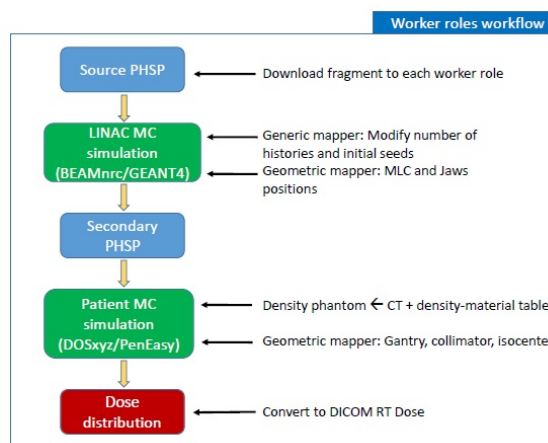 Worker roles workflow
Source PHSP
Download fragment to each worker role
LINAC MC
simulation
(BEAMnrc/GEANT4)
Generic mapper: Modify number of
histories and initial seeds
Geometric mapper: MLC and Jaws
positions
Secondary
PHSP
Patient MC
simulation
(DOSxyz/PenEasy)
Density phantom ← CT + density-material table
Geometric mapper: Gantry, collimator, isocente
Dose
distribution
Convert to DICOM RT Dose